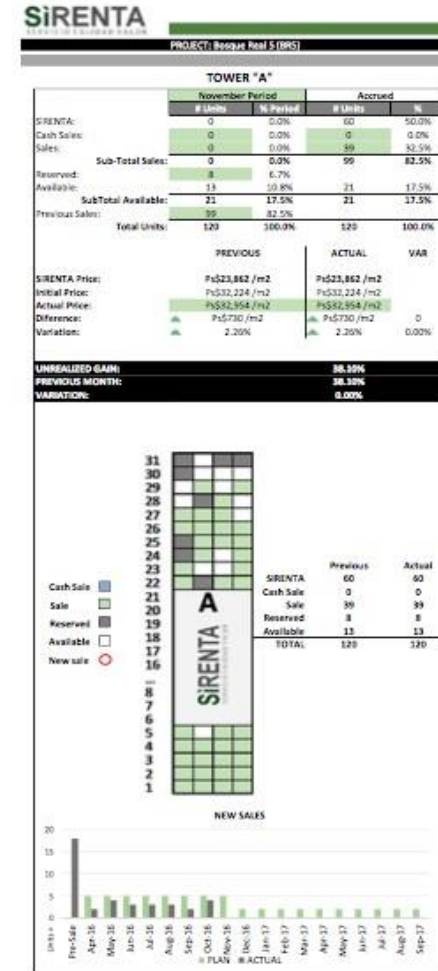 SiRENTA
PROJECT: Bosque Real 5 (BR5)
TOWER "A"
November Period Accrued
# Units % Period # Units %
SIRENTA: 0 0.0% 60 50.0%
Cash Sales: 0 0.0% 0 0.0%
Sales: 0 0.0% 39 32.5%
Sub-Total Sales: 0 0.0% 99 82.5%
Reserved: 8 6.7%
Available: 13 10.8% 21 17.5%
SubTotal Available: 21 17.5% 21 17.5%
Previous Sales: 99 82.5%
Total Units: 120 100.0% 120 100.0%
PREVIOUS ACTUAL VAR
SIRENTA Price: Ps$23,862 /m2 Ps$23,862 /m2
Initial Price: Ps$32,224 /m2 Ps$32,224 /m2
Actual Price: Ps$32,954 /m2 Ps$32,954 /m2
Diference: Ps$730 /m2 Ps$730 /m2 0
Variation: 2.26% 2.26% 0.00%
UNREALIZED GAIN: 38.10%
PREVIOUS MONTH: 38.10%
VARIATION: 0.00%
31
30
29
28
27
26
25
24
23
22
21
20
19
18
17
16
...
8
7
6
5
4
3
2
1
A
SiRENTA
Cash Sale
Sale
Reserved
Available
New sale
Previous Actual
SIRENTA 60 60
Cash Sale 0 0
Sale 39 39
Reserved 8 8
Available 13 13
TOTAL 120 120
NEW SALES
20
15
10
5
0
Pre-Sale Apr-16 May-16 Jun-16 Jul-16 Aug-16 Sep-16 Oct-16 Nov-16 Dec-16 Jan-17 Feb-17 Mar-17 Apr-17 May-17 Jun-17 Jul-17 Aug-17 Sep-17
PLAN ACTUAL